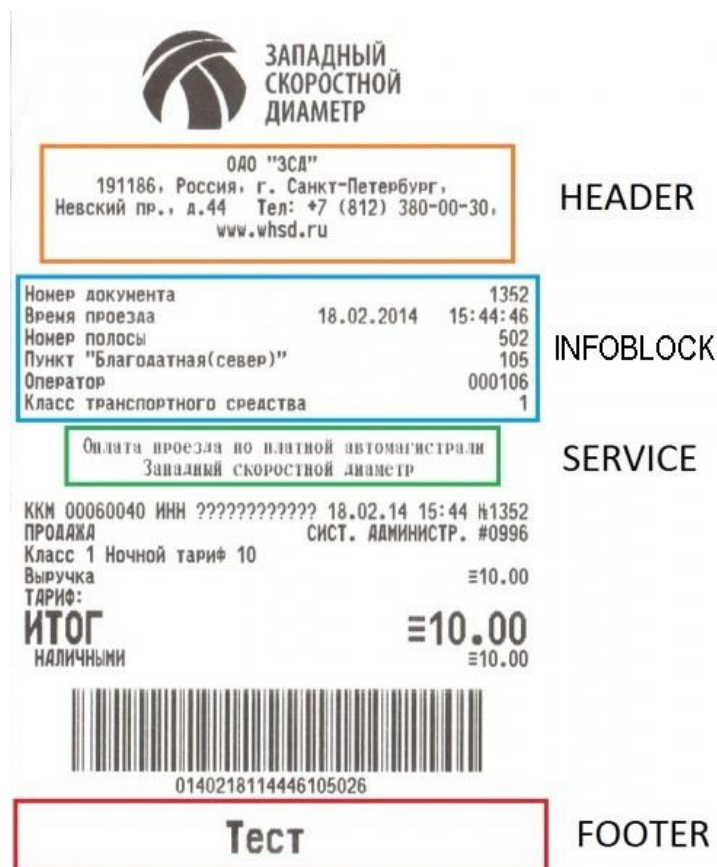 ЗАПАДНЫЙ
СКОРОСТНОЙ
ДИАМЕТР
ОАО "ЗСД"
191186, Россия, г. Санкт-Петербург,
Невский пр., д.44 Тел: +7 (812) 380-00-30,
www.whsd.ru
HEADER
Номер документа 1352
Время проезда 18.02.2014 15:44:46
Номер полосы 502
Пункт "Благодатная(север)" 105
Оператор 000106
Класс транспортного средства 1
INFOBLOCK
Оплата проезда по платной автомагистрали
Западный скоростной диаметр
SERVICE
ККМ 00060040 ИНН ???????????? 18.02.14 15:44 №1352
ПРОДАЖА СИСТ. АДМИНИСТР. #0996
Класс 1 Ночной тариф 10
Выручка ≡10.00
ТАРИФ:
ИТОГ ≡10.00
НАЛИЧНЫМИ ≡10.00
0140218114446105026
Тест
FOOTER